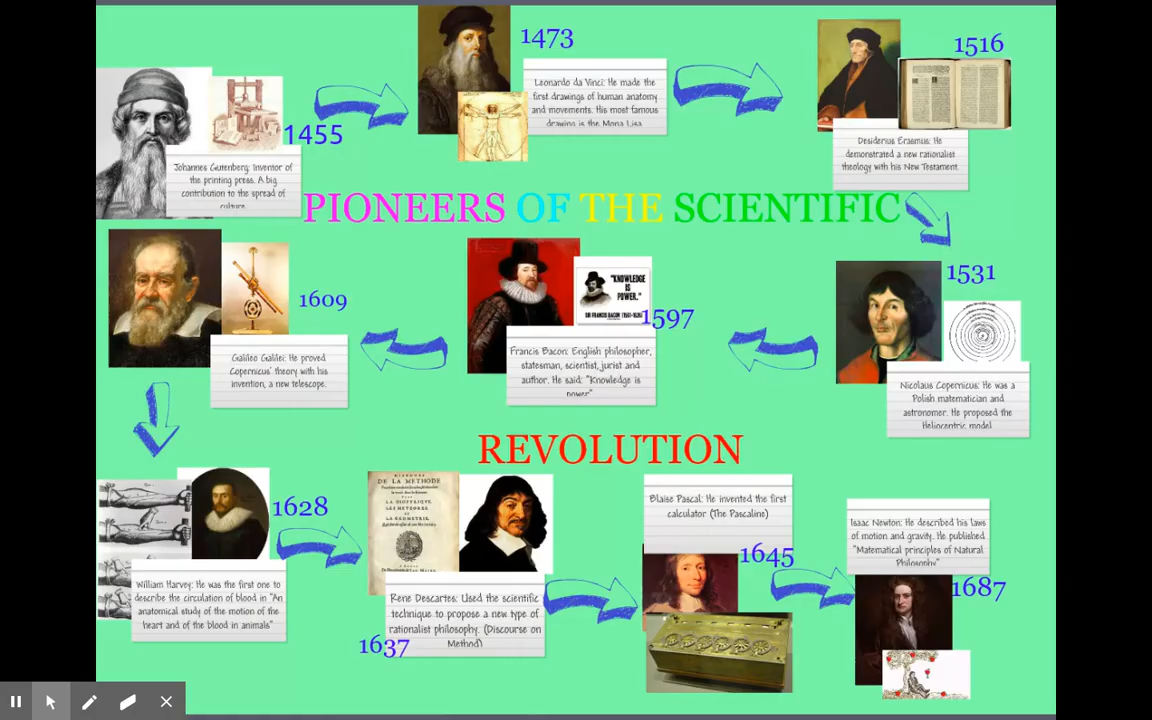 1473
Leonardo da Vinci: He made the
first drawings of human anatomy
and movements. His most famous
drawing is the Mona Lisa
1516
Desiderius Erasmus: He
demonstrated a new rationalist
theology with his New Testament.
1455
Johannes Gutenberg: Inventor of
the printing press. A big
contribution to the spread of
culture.
PIONEERS OF THE SCIENTIFIC
1531
Nicolaus Copernicus: He was a
Polish matematician and
astronomer. He proposed the
Heliocentric model
"KNOWLEDGE
IS
POWER."
SIR FRANCIS BACON (1561-1626)
1597
Francis Bacon: English philosopher,
statesman, scientist, jurist and
author. He said: "Knowledge is
power"
1609
Galileo Galilei: He proved
Copernicus' theory with his
invention, a new telescope.
REVOLUTION
1628
William Harvey: He was the first one to
describe the circulation of blood in "An
anatomical study of the motion of the
heart and of the blood in animals"
DE LA METHODE
LA DIOPTRIQUE
LES METEORES
LA GEOMETRIE
Rene Descartes: Used the scientific
technique to propose a new type of
rationalist philosophy. (Discourse on
Method)
1637
Blaise Pascal: He invented the first
calculator (The Pascaline)
1645
Isaac Newton: He described his laws
of motion and gravity. He published
"Matematical principles of Natural
Philosophy"
1687